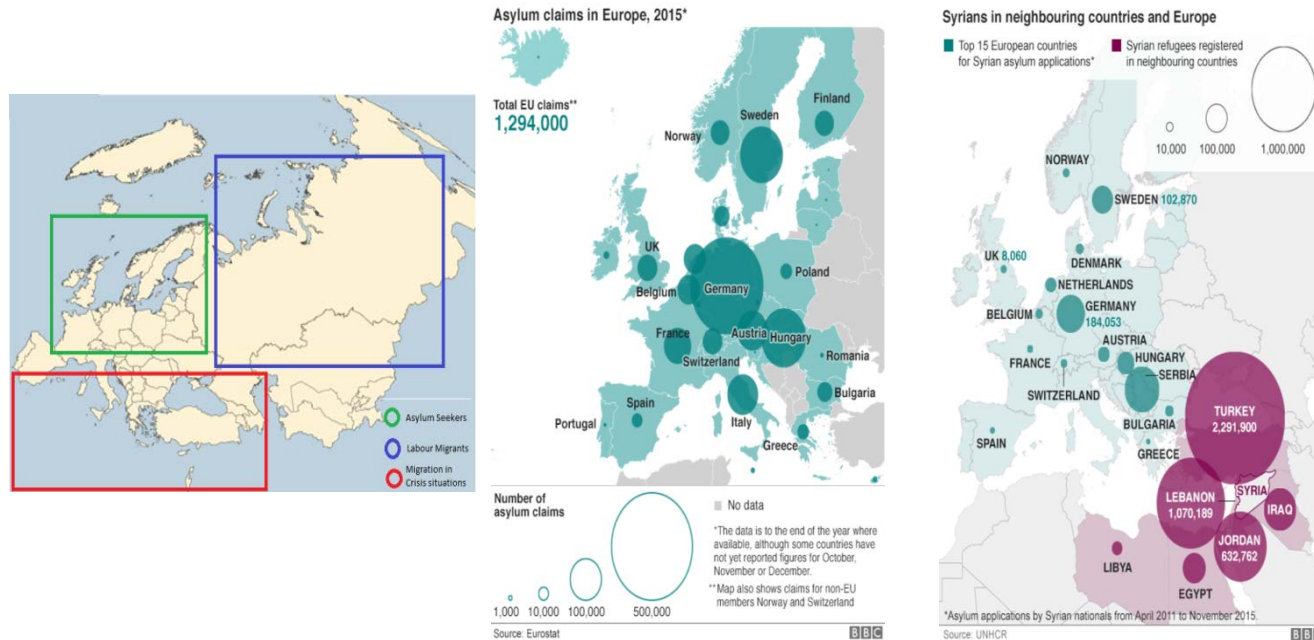 Asylum Seekers
Labour Migrants
Migration in
Crisis situations
Asylum claims in Europe, 2015*
Total EU claims**
1,294,000
Finland
Sweden
Norway
UK
Poland
Belgium
Germany
France
Austria
Hungary
Switzerland
Romania
Bulgaria
Spain
Portugal
Italy
Greece
Number of
asylum claims
1,000
10,000
100,000
500,000
No data
*The data is to the end of the year where
available, although some countries have
not yet reported figures for October,
November or December.
**Map also shows claims for non-EU
members Norway and Switzerland
Source: Eurostat
BBC
Syrians in neighbouring countries and Europe
Top 15 European countries
for Syrian asylum applications*
Syrian refugees registered
in neighbouring countries
10,000
100,000
1,000,000
NORWAY
SWEDEN 102,870
UK 8,060
DENMARK
NETHERLANDS
GERMANY
184,053
BELGIUM
AUSTRIA
FRANCE
HUNGARY
SERBIA
SWITZERLAND
BULGARIA
TURKEY
2,291,900
SPAIN
GREECE
LEBANON
1,070,189
SYRIA
IRAQ
JORDAN
632,762
LIBYA
EGYPT
*Asylum applications by Syrian nationals from April 2011 to November 2015.
Source: UNHCR